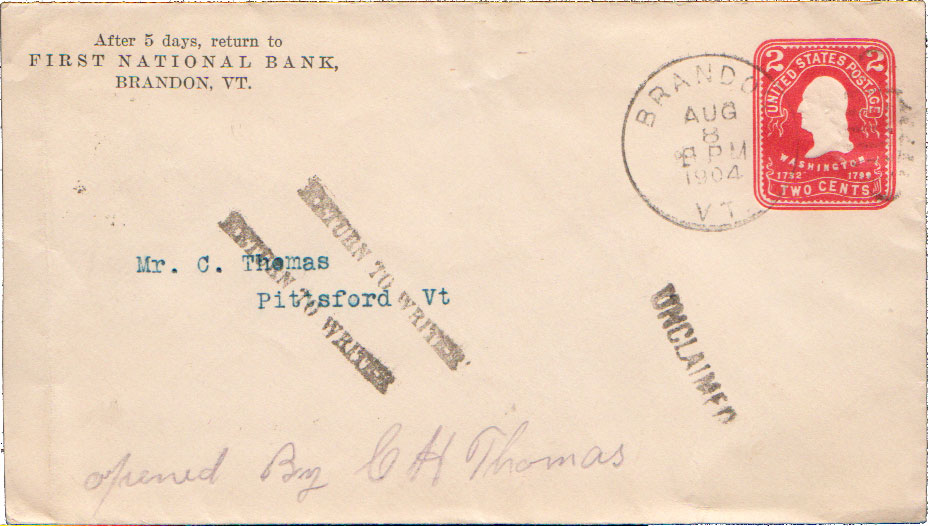 After 5 days, return to
FIRST NATIONAL BANK,
BRANDON, VT.
2 UNITED STATES POSTAGE 2
WASHINGTON
1732 1799
TWO CENTS
BRANDON
AUG
8
PM
1904
VT.
RETURN TO WRITER
RETURN TO WRITER
Mr. C. Thomas
Pittsford Vt
UNCLAIMED
opened By C H Thomas